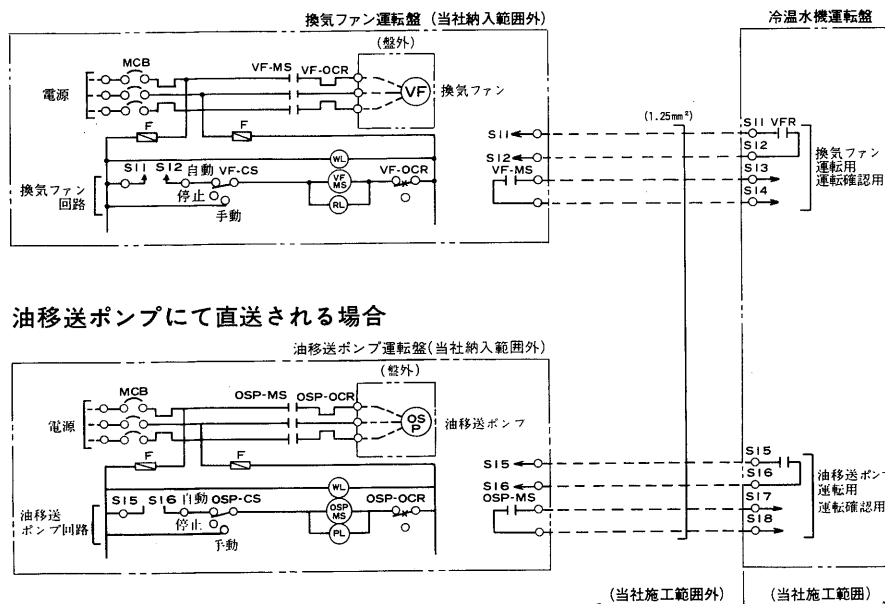 換気ファン運転盤 (当社納入範囲外)
冷温水機運転盤
(盤外)
MCB
VF-MS
VF-OCR
VF
換気ファン
電源
F
F
S11
S12
VF-MS
(1.25mm²)
S11 VFR
S12
S13
S14
換気ファン
運転用
運転確認用
WL
S11
S12
自動
VF-CS
停止
手動
VF
MS
RL
VF-OCR
換気ファン
回路
油移送ポンプにて直送される場合
油移送ポンプ運転盤(当社納入範囲外)
(盤外)
MCB
OSP-MS
OSP-OCR
OS
P
油移送ポンプ
電源
F
F
S15
S16
OSP-MS
S15
S16
S17
S18
油移送ポンプ
運転用
運転確認用
WL
S15
S16
自動
OSP-CS
停止
手動
OSP
MS
PL
OSP-OCR
油移送
ポンプ回路
(当社施工範囲外)
(当社施工範囲)